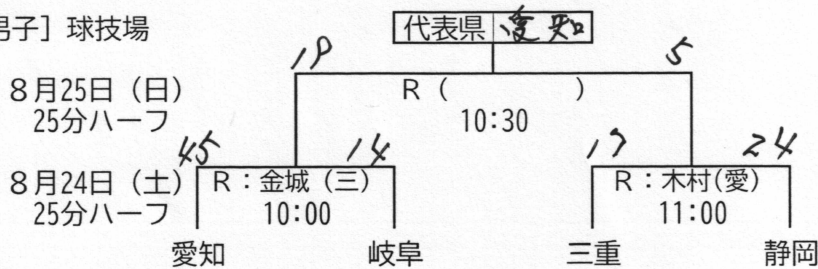 男子］球技場
代表県 愛知
19 5
8月25日（日） R（　　　　）
25分ハーフ 10:30
45 14 17 24
8月24日（土） R：金城（三） R：木村(愛)
25分ハーフ 10:00 11:00
愛知 岐阜 三重 静岡